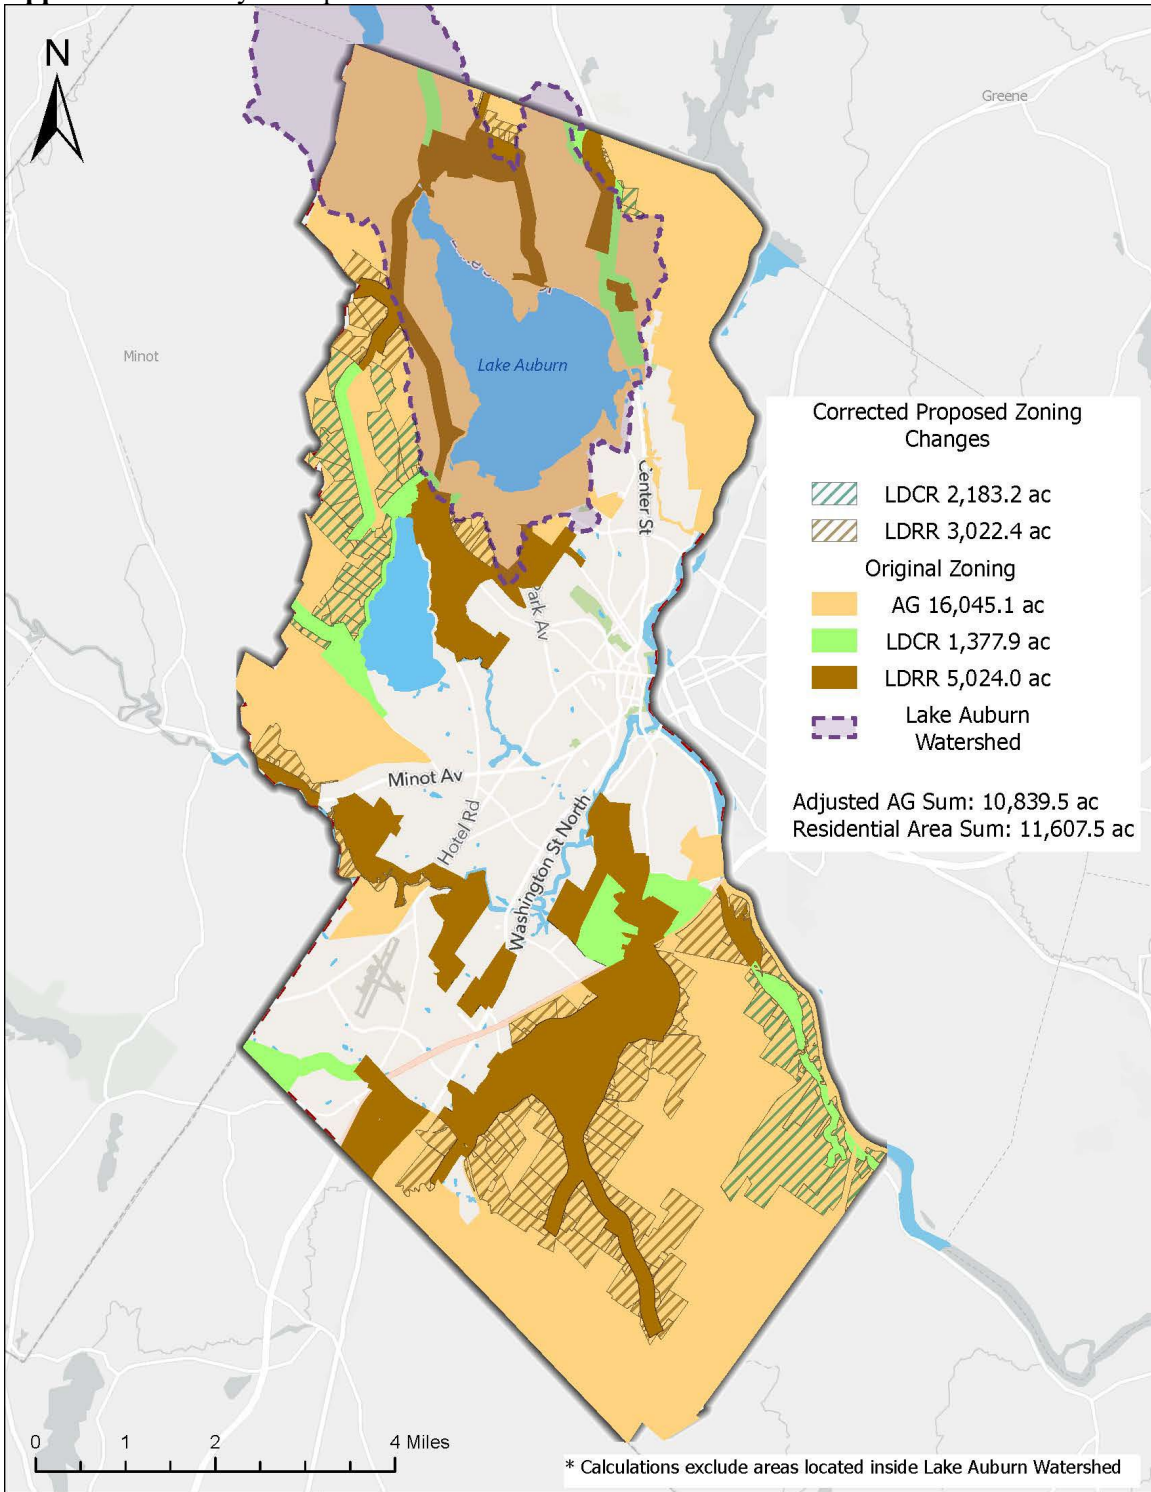 N
Greene
Minot
Lake Auburn
Center St
Park Av
Minot Av
Hotel Rd
Washington St North
Corrected Proposed Zoning
Changes
LDCR 2,183.2 ac
LDRR 3,022.4 ac
Original Zoning
AG 16,045.1 ac
LDCR 1,377.9 ac
LDRR 5,024.0 ac
Lake Auburn
Watershed
Adjusted AG Sum: 10,839.5 ac
Residential Area Sum: 11,607.5 ac
0 1 2 4 Miles
* Calculations exclude areas located inside Lake Auburn Watershed